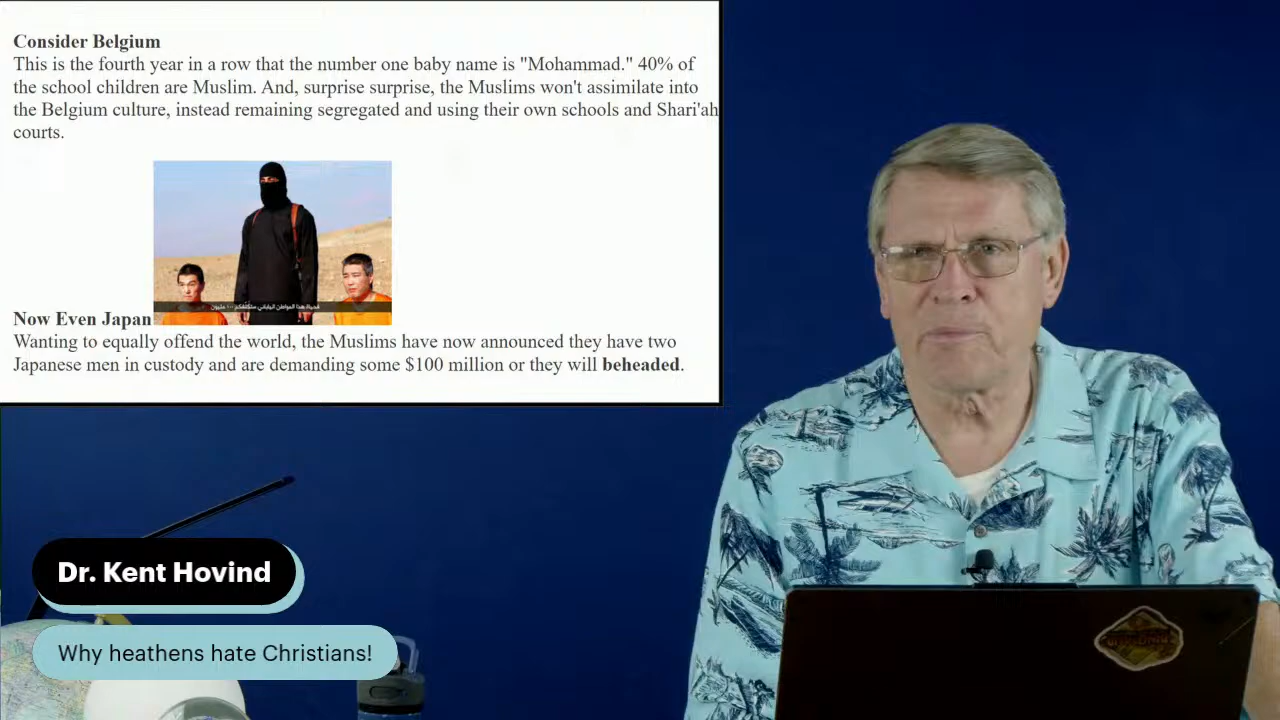 Consider Belgium
This is the fourth year in a row that the number one baby name is "Mohammad." 40% of
the school children are Muslim. And, surprise surprise, the Muslims won't assimilate into
the Belgium culture, instead remaining segregated and using their own schools and Shari'ah
courts.
Now Even Japan
Wanting to equally offend the world, the Muslims have now announced they have two
Japanese men in custody and are demanding some $100 million or they will beheaded.
Dr. Kent Hovind
Why heathens hate Christians!